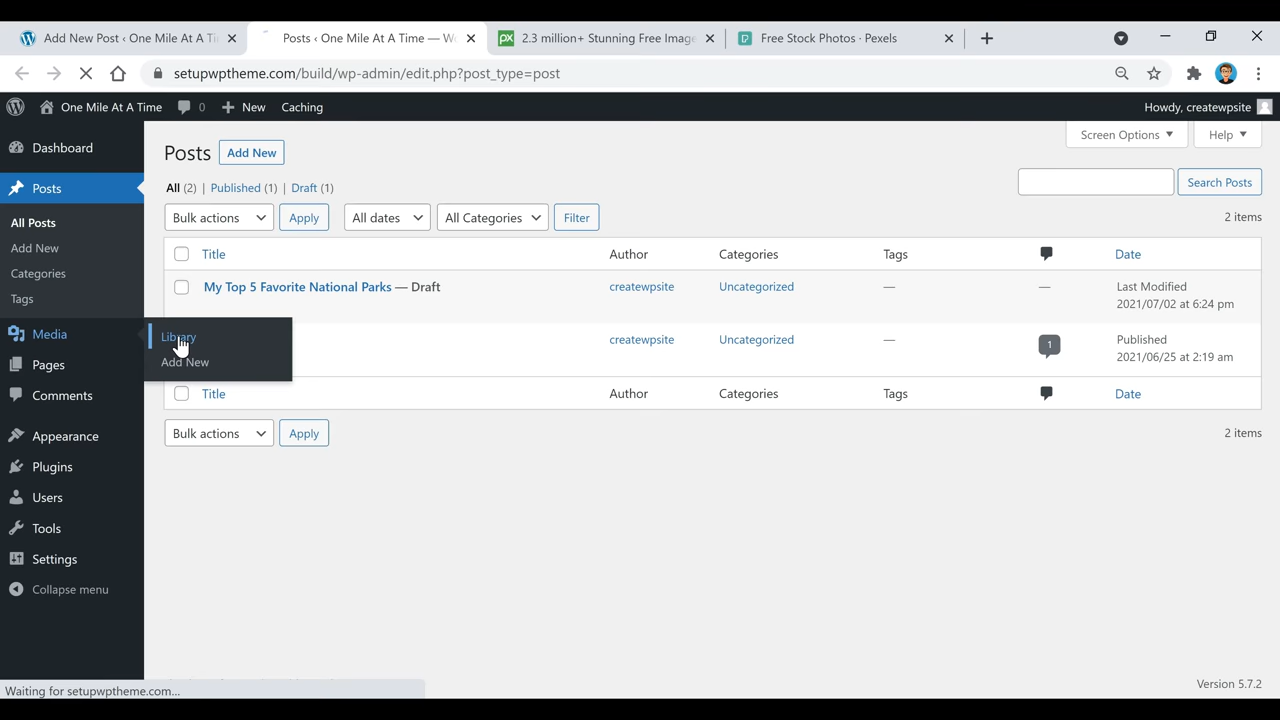 Add New Post ‹ One Mile At A Ti
Posts ‹ One Mile At A Time — W
2.3 million+ Stunning Free Image
Free Stock Photos · Pexels
setupwptheme.com/build/wp-admin/edit.php?post_type=post
One Mile At A Time
0
New
Caching
Howdy, createwpsite
Dashboard
Posts
All Posts
Add New
Categories
Tags
Media
Library
Add New
Pages
Comments
Appearance
Plugins
Users
Tools
Settings
Collapse menu
Posts Add New
Screen Options
Help
All (2) | Published (1) | Draft (1)
Search Posts
Bulk actions Apply All dates All Categories Filter
2 items
Title Author Categories Tags Date
My Top 5 Favorite National Parks — Draft createwpsite Uncategorized — — Last Modified
2021/07/02 at 6:24 pm
createwpsite Uncategorized — 1 Published
2021/06/25 at 2:19 am
Title Author Categories Tags Date
Bulk actions Apply
2 items
Waiting for setupwptheme.com...
Version 5.7.2